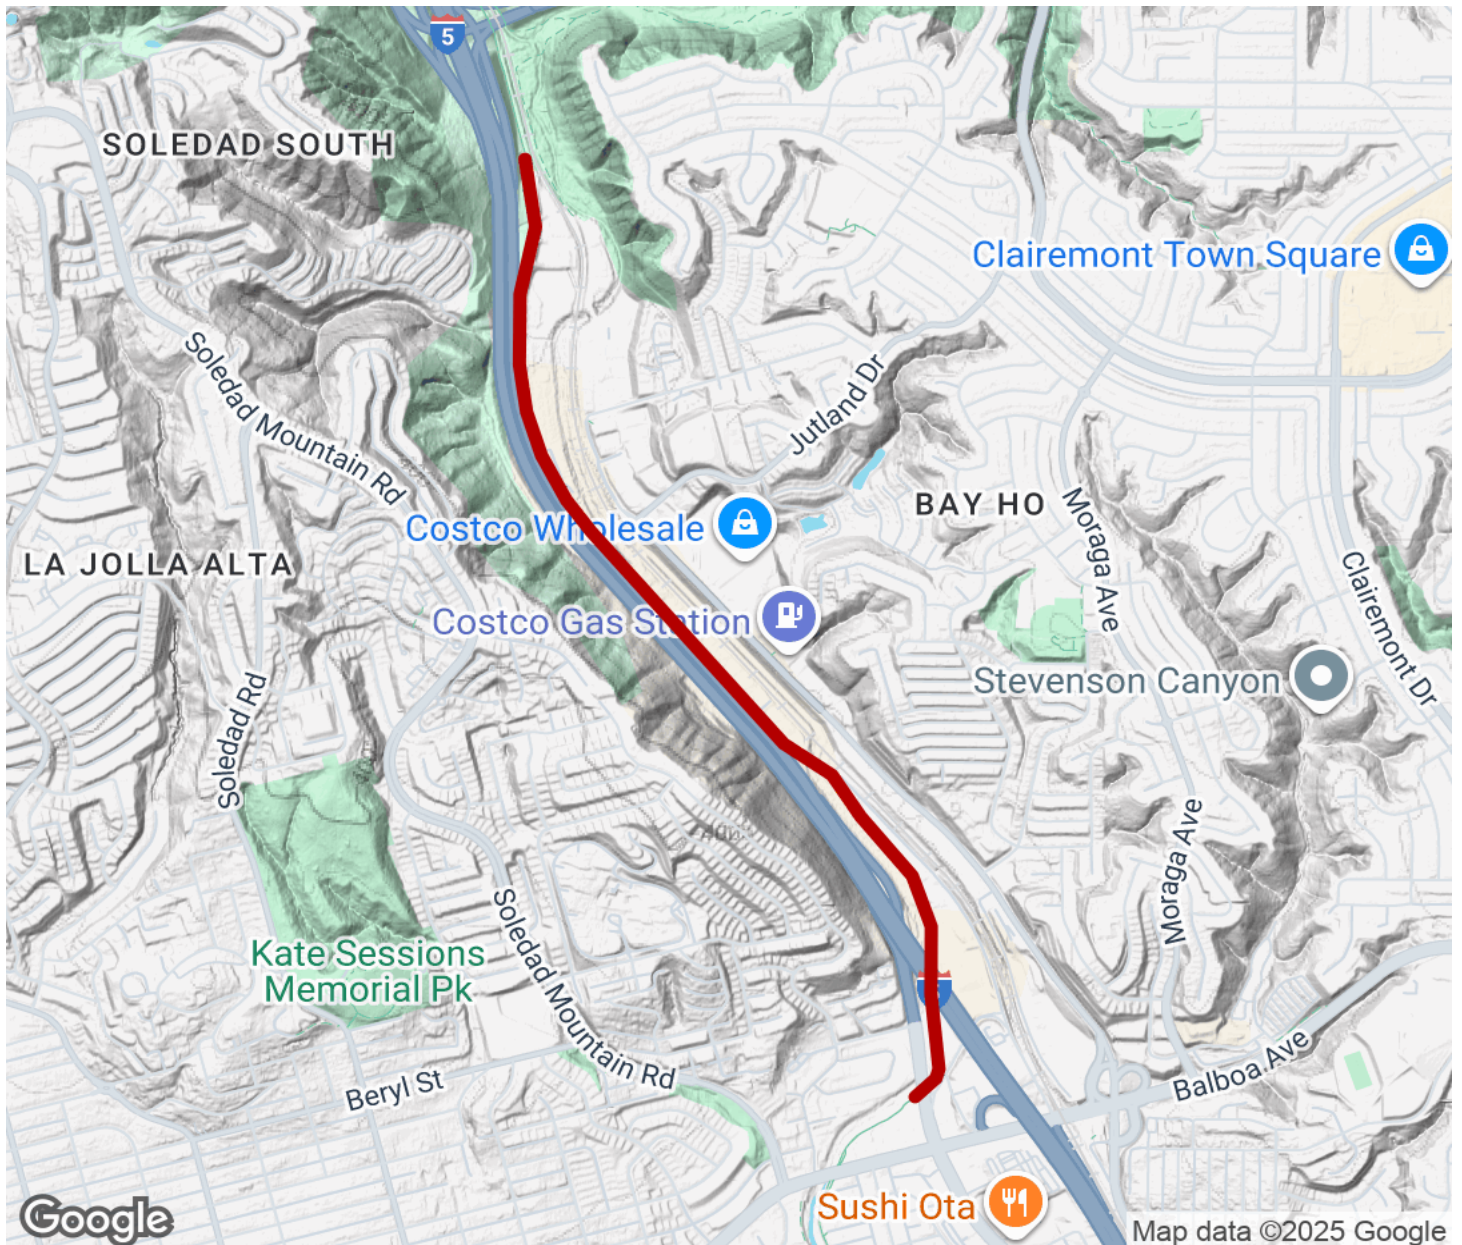 5
SOLEDAD SOUTH
Clairemont Town Square
Soledad Mountain Rd
Jutland Dr
Costco Wholesale
BAY HO
Moraga Ave
LA JOLLA ALTA
Clairemont Dr
Costco Gas Station
Stevenson Canyon
Soledad Rd
Moraga Ave
Soledad Mountain Rd
Kate Sessions
Memorial Pk
Beryl St
Balboa Ave
Sushi Ota
Google
Map data ©2025 Google